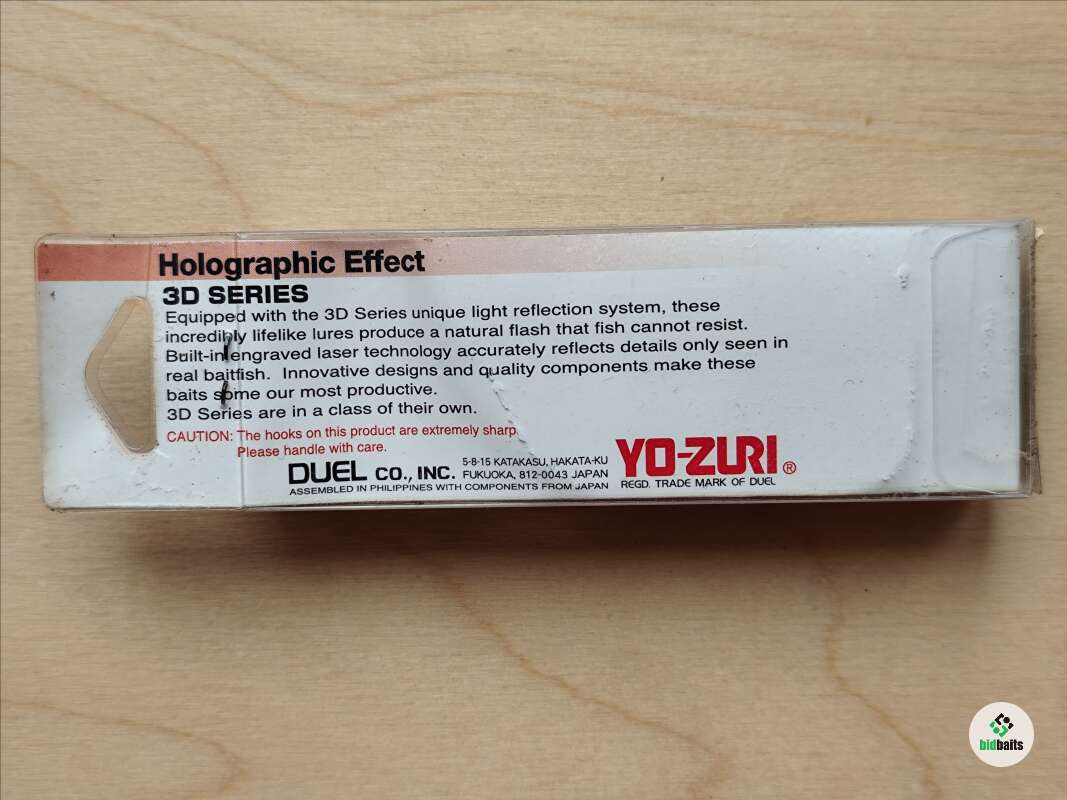 Holographic Effect
3D SERIES
Equipped with the 3D Series unique light reflection system, these
incredibly lifelike lures produce a natural flash that fish cannot resist.
Built-in engraved laser technology accurately reflects details only seen in
real baitfish. Innovative designs and quality components make these
baits some our most productive.
3D Series are in a class of their own.
CAUTION: The hooks on this product are extremely sharp
Please handle with care.
DUEL CO., INC. 5-8-15 KATAKASU, HAKATA-KU
FUKUOKA, 812-0043 JAPAN
ASSEMBLED IN PHILIPPINES WITH COMPONENTS FROM JAPAN
YO-ZURI®
REGD. TRADE MARK OF DUEL
bidbaits